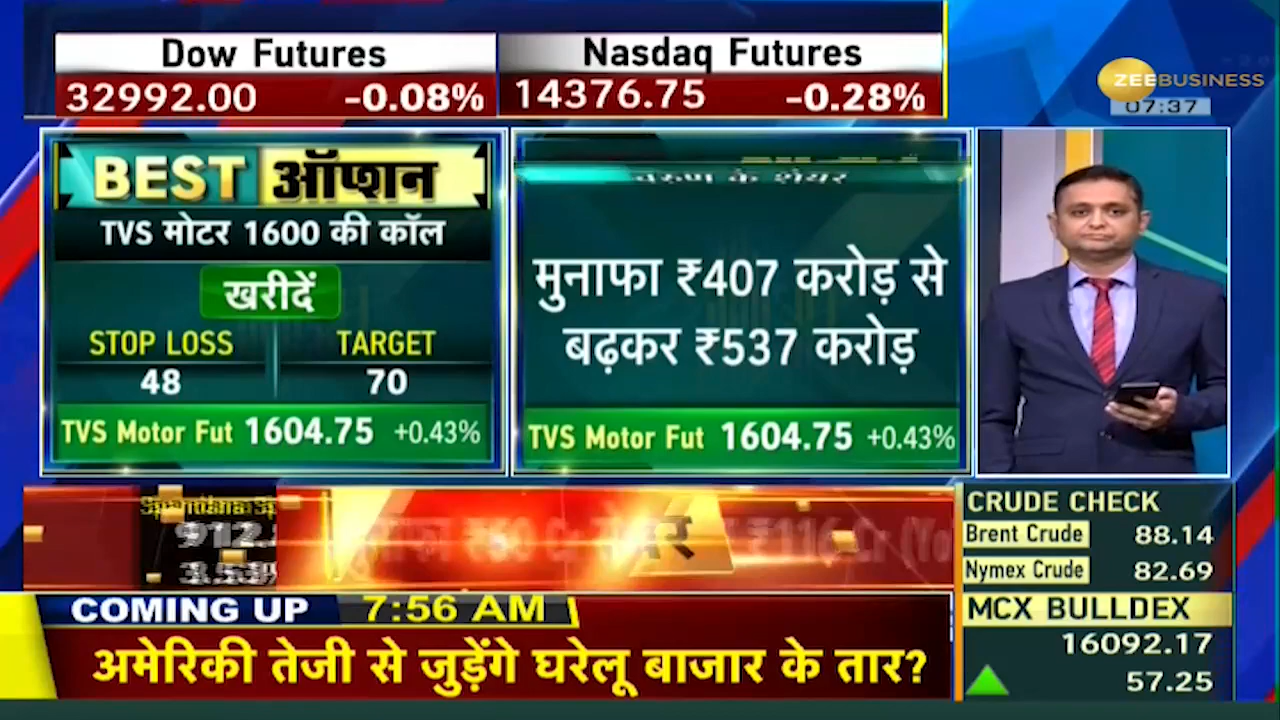 Dow Futures
32992.00 -0.08%
Nasdaq Futures
14376.75 -0.28%
ZEEBUSINESS
07:37
BEST ऑप्शन
TVS मोटर 1600 की कॉल
खरीदें
STOP LOSS TARGET
48 70
TVS Motor Fut 1604.75 +0.43%
वरुण के शेयर
मुनाफा ₹407 करोड़ से
बढ़कर ₹537 करोड़
TVS Motor Fut 1604.75 +0.43%
CRUDE CHECK
Brent Crude 88.14
Nymex Crude 82.69
MCX BULLDEX
16092.17
57.25
COMING UP 7:56 AM
अमेरिकी तेजी से जुड़ेंगे घरेलू बाजार के तार?